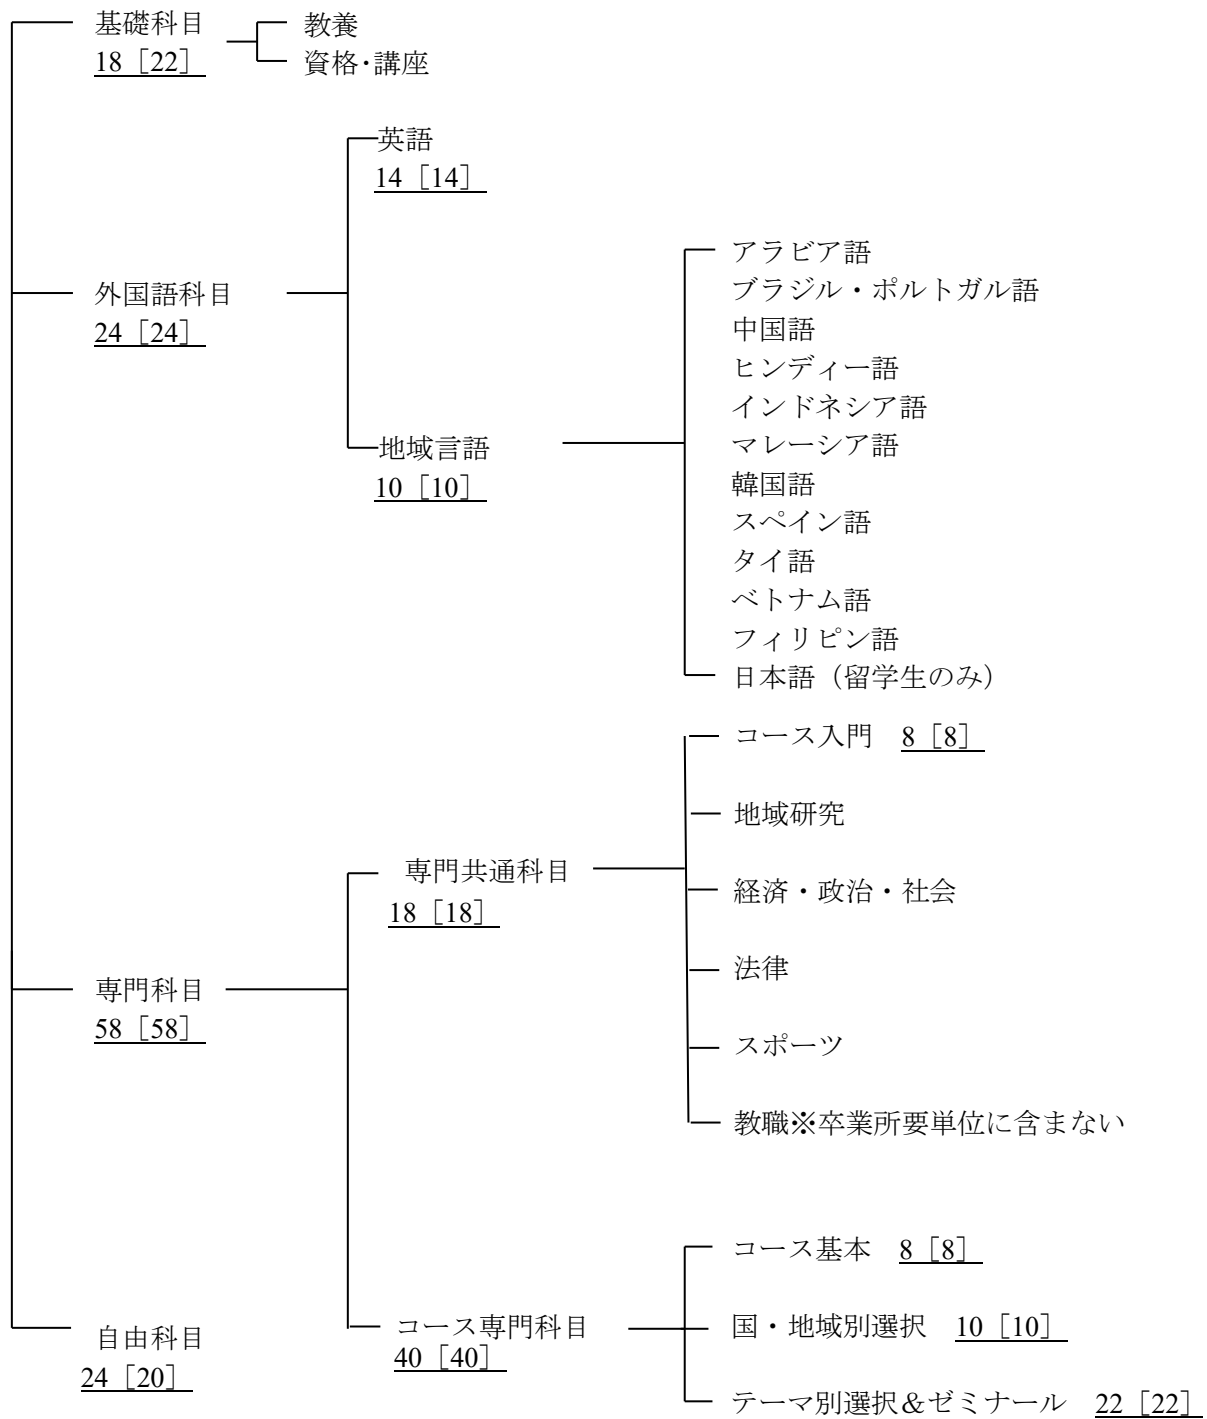 基礎科目
18［22］
教養
資格・講座
外国語科目
24［24］
英語
14［14］
地域言語
10［10］
アラビア語
ブラジル・ポルトガル語
中国語
ヒンディー語
インドネシア語
マレーシア語
韓国語
スペイン語
タイ語
ベトナム語
フィリピン語
日本語（留学生のみ）
専門科目
58［58］
専門共通科目
18［18］
コース入門　8［8］
地域研究
経済・政治・社会
法律
スポーツ
教職※卒業所要単位に含まない
コース専門科目
40［40］
コース基本　8［8］
国・地域別選択　10［10］
テーマ別選択＆ゼミナール　22［22］
自由科目
24［20］